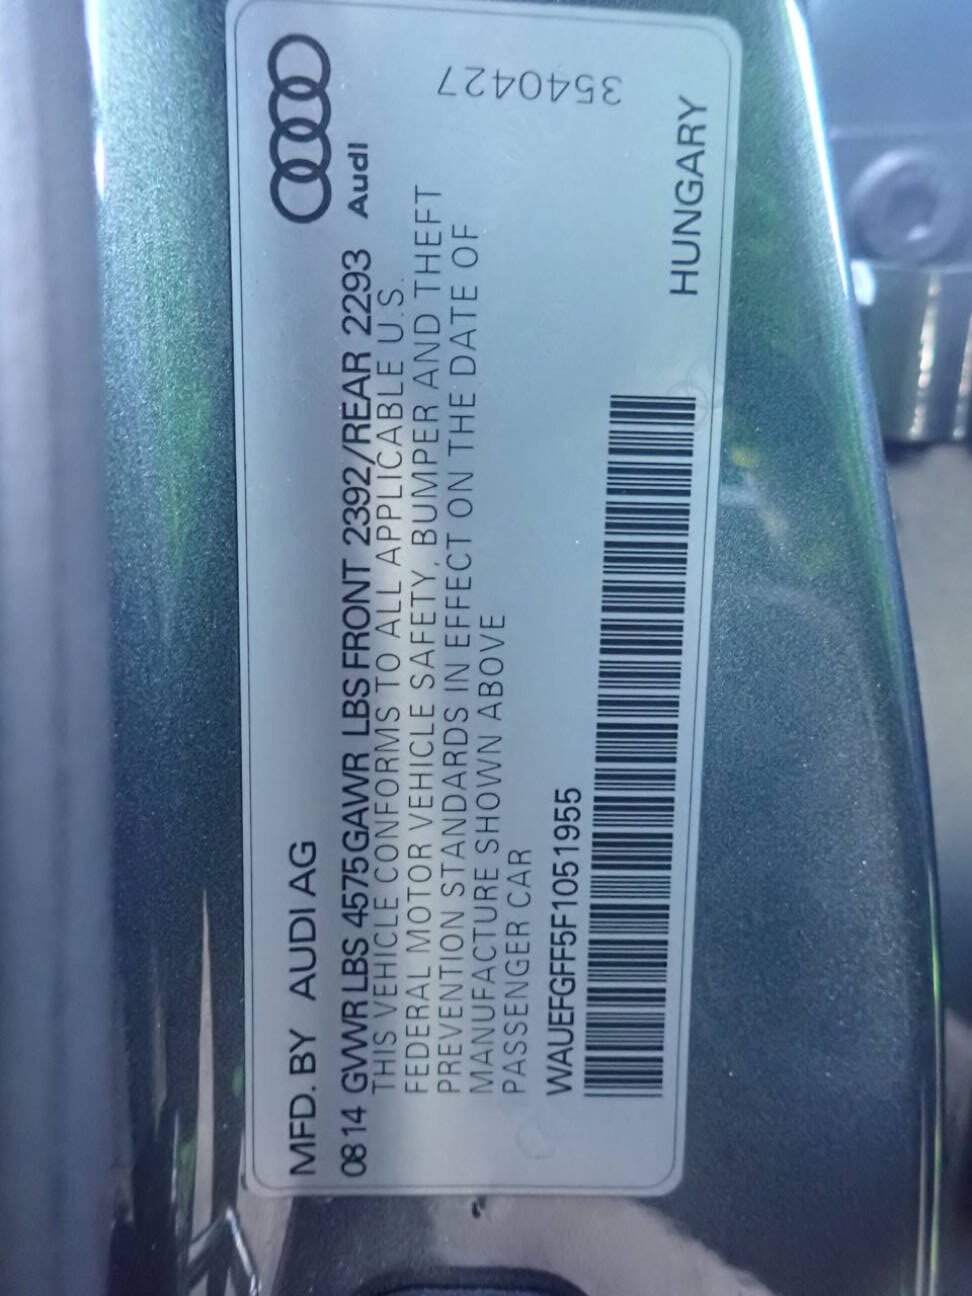 MFD. BY AUDI AG
0814 GVWR LBS 4575 GAWR LBS FRONT 2392/REAR 2293
Audi
THIS VEHICLE CONFORMS TO ALL APPLICABLE U.S.
FEDERAL MOTOR VEHICLE SAFETY, BUMPER AND THEFT
PREVENTION STANDARDS IN EFFECT ON THE DATE OF
MANUFACTURE SHOWN ABOVE
PASSENGER CAR
WAUEFGFF5F1051955
HUNGARY
3540427